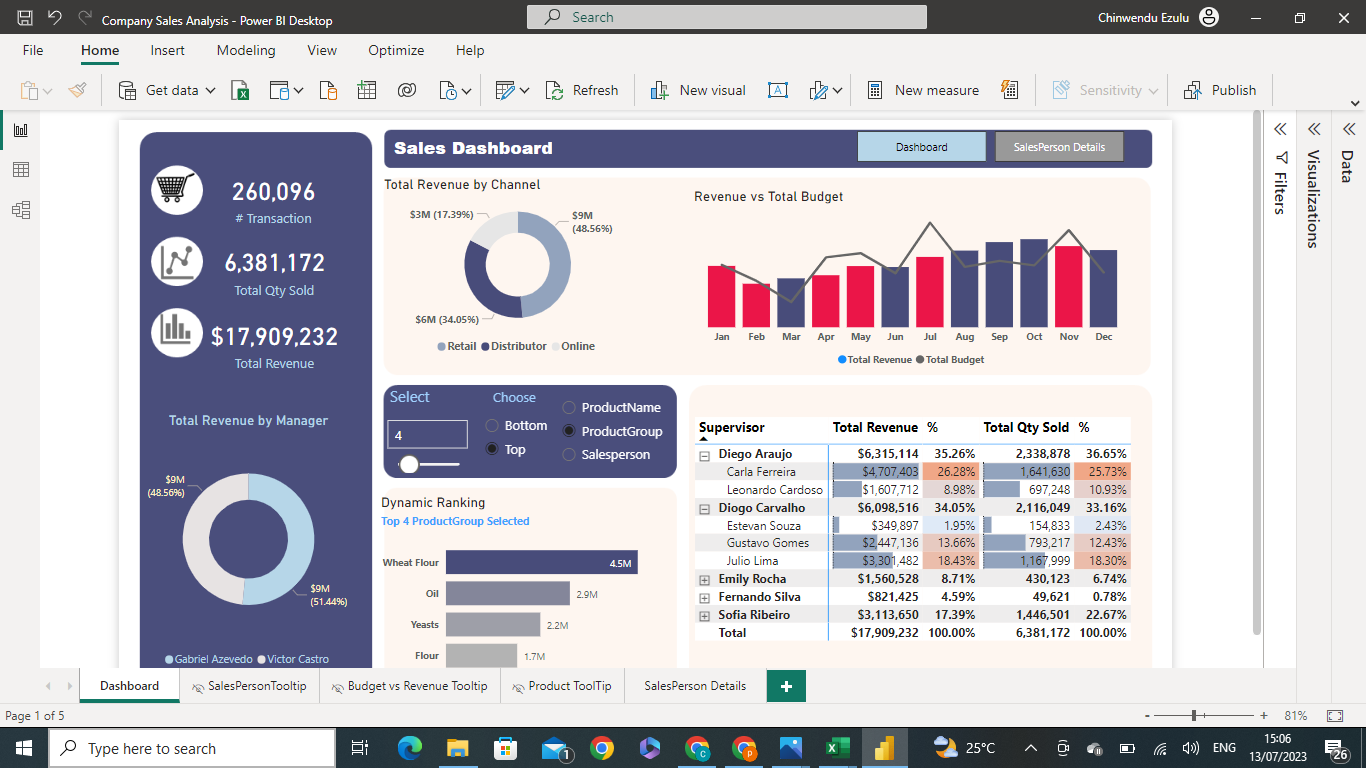 Company Sales Analysis - Power BI Desktop
Search
Chinwendu Ezulu
File Home Insert Modeling View Optimize Help
Get data Refresh New visual New measure Sensitivity Publish
Sales Dashboard
Dashboard
SalesPerson Details
260,096
# Transaction
6,381,172
Total Qty Sold
$17,909,232
Total Revenue
Total Revenue by Manager
$9M
(48.56%)
$9M
(51.44%)
Gabriel Azevedo Victor Castro
Total Revenue by Channel
$3M (17.39%)
$9M
(48.56%)
$6M (34.05%)
Retail Distributor Online
Revenue vs Total Budget
Jan Feb Mar Apr May Jun Jul Aug Sep Oct Nov Dec
Total Revenue Total Budget
Select
4
Choose
Bottom
Top
ProductName
ProductGroup
Salesperson
Dynamic Ranking
Top 4 ProductGroup Selected
Wheat Flour 4.5M
Oil 2.9M
Yeasts 2.2M
Flour 1.7M
Supervisor Total Revenue % Total Qty Sold %
Diego Araujo $6,315,114 35.26% 2,338,878 36.65%
Carla Ferreira $4,707,403 26.28% 1,641,630 25.73%
Leonardo Cardoso $1,607,712 8.98% 697,248 10.93%
Diogo Carvalho $6,098,516 34.05% 2,116,049 33.16%
Estevan Souza $349,897 1.95% 154,833 2.43%
Gustavo Gomes $2,447,136 13.66% 793,217 12.43%
Julio Lima $3,301,482 18.43% 1,167,999 18.30%
Emily Rocha $1,560,528 8.71% 430,123 6.74%
Fernando Silva $821,425 4.59% 49,621 0.78%
Sofia Ribeiro $3,113,650 17.39% 1,446,501 22.67%
Total $17,909,232 100.00% 6,381,172 100.00%
Filters
Visualizations
Data
Dashboard SalesPersonTooltip Budget vs Revenue Tooltip Product ToolTip SalesPerson Details
Page 1 of 5
81%
Type here to search
1
25°C
ENG
15:06
13/07/2023
26